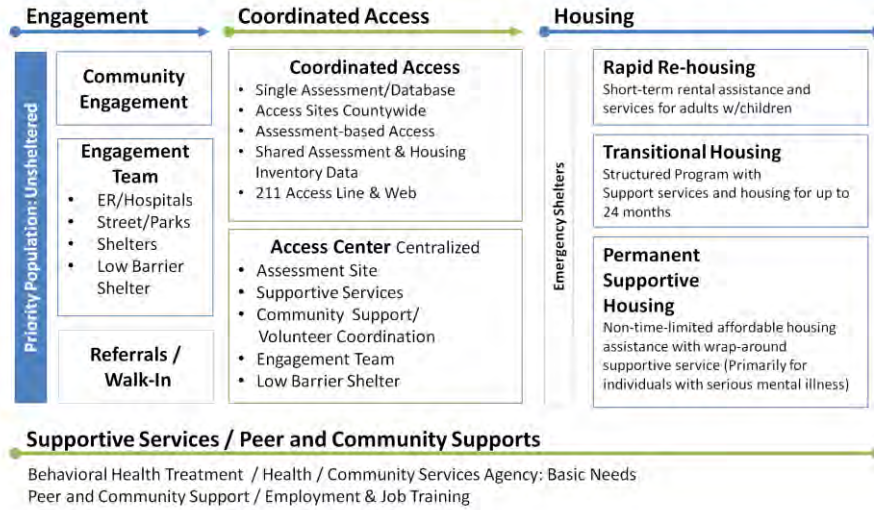 Engagement
Coordinated Access
Housing
Priority Population: Unsheltered
Community
Engagement
Engagement
Team
• ER/Hospitals
• Street/Parks
• Shelters
• Low Barrier
Shelter
Referrals /
Walk-In
Coordinated Access
• Single Assessment/Database
• Access Sites Countywide
• Assessment-based Access
• Shared Assessment & Housing
Inventory Data
• 211 Access Line & Web
Access Center Centralized
• Assessment Site
• Supportive Services
• Community Support/
Volunteer Coordination
• Engagement Team
• Low Barrier Shelter
Emergency Shelters
Rapid Re-housing
Short-term rental assistance and
services for adults w/children
Transitional Housing
Structured Program with
Support services and housing for up to
24 months
Permanent
Supportive
Housing
Non-time-limited affordable housing
assistance with wrap-around
supportive service (Primarily for
individuals with serious mental illness)
Supportive Services / Peer and Community Supports
Behavioral Health Treatment / Health / Community Services Agency: Basic Needs
Peer and Community Support / Employment & Job Training